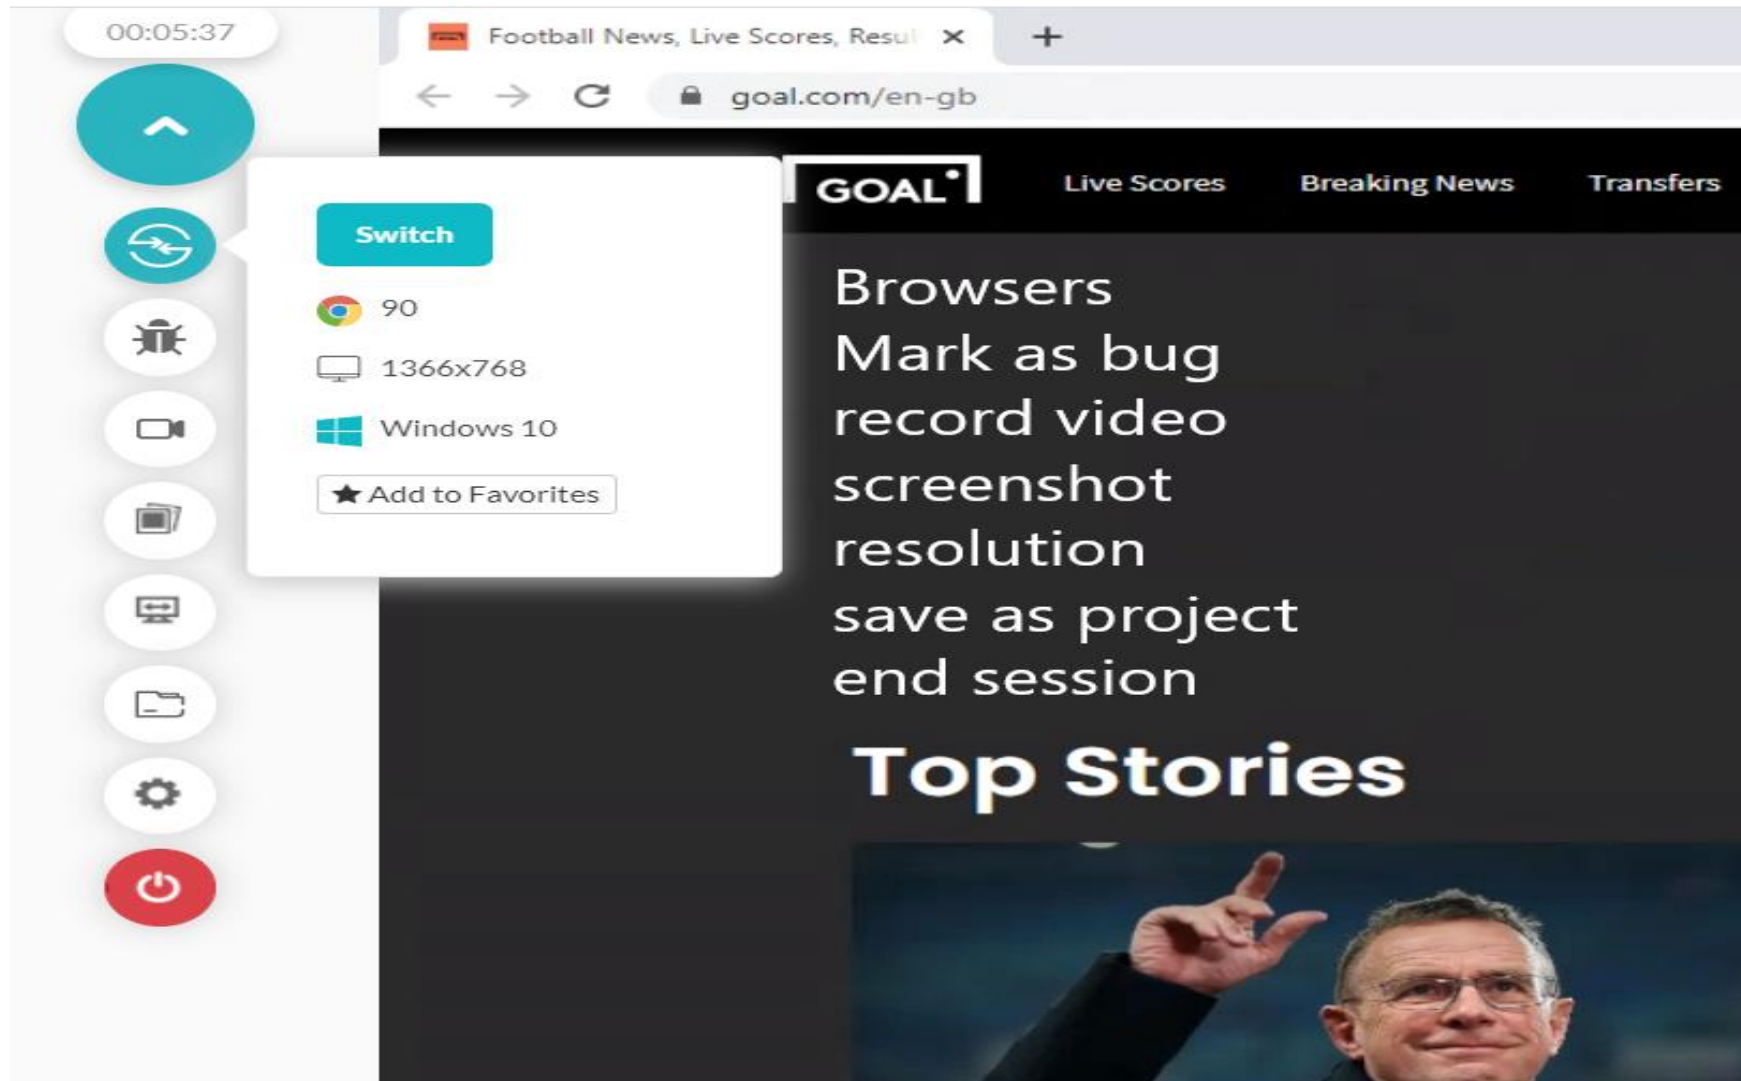 00:05:37
Football News, Live Scores, Resul
goal.com/en-gb
GOAL
Live Scores
Breaking News
Transfers
Switch
90
1366x768
Windows 10
Add to Favorites
Browsers
Mark as bug
record video
screenshot
resolution
save as project
end session
Top Stories